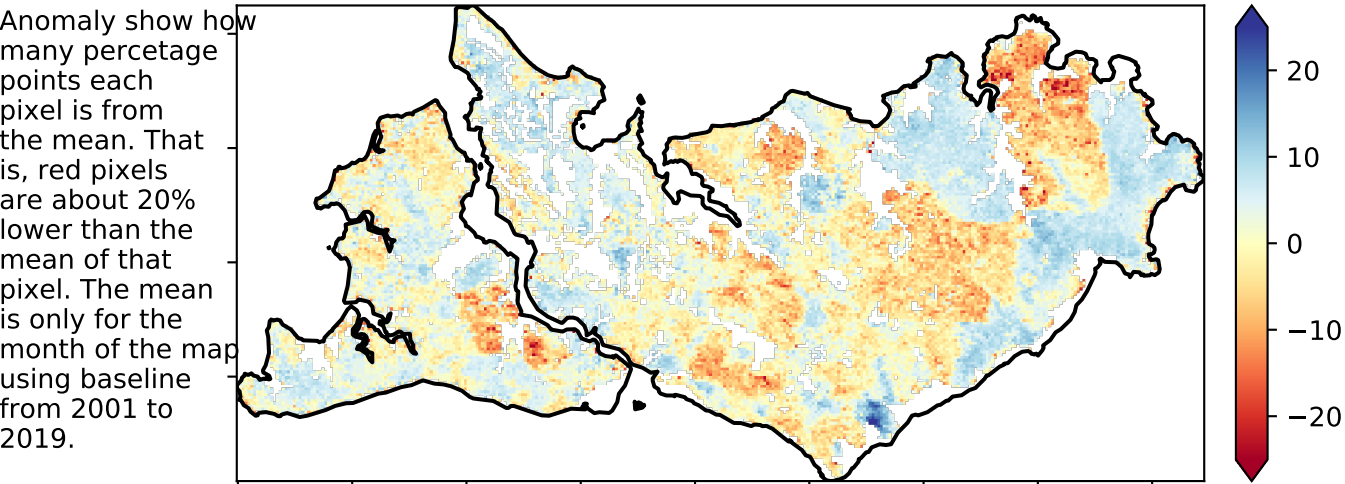 Anomaly show how
many percetage
points each
pixel is from
the mean. That
is, red pixels
are about 20%
lower than the
mean of that
pixel. The mean
is only for the
month of the map
using baseline
from 2001 to
2019.
20
10
0
−10
−20